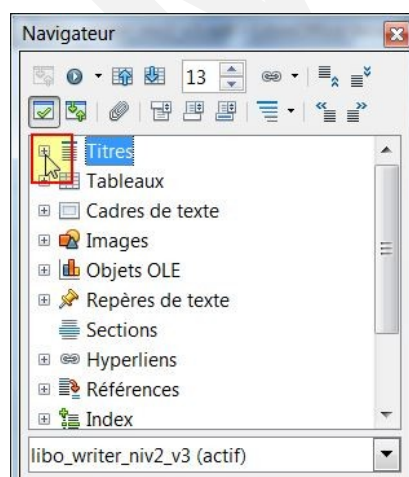 Navigateur
13
Titres
Tableaux
Cadres de texte
Images
Objets OLE
Repères de texte
Sections
Hyperliens
Références
Index
libo_writer_niv2_v3 (actif)